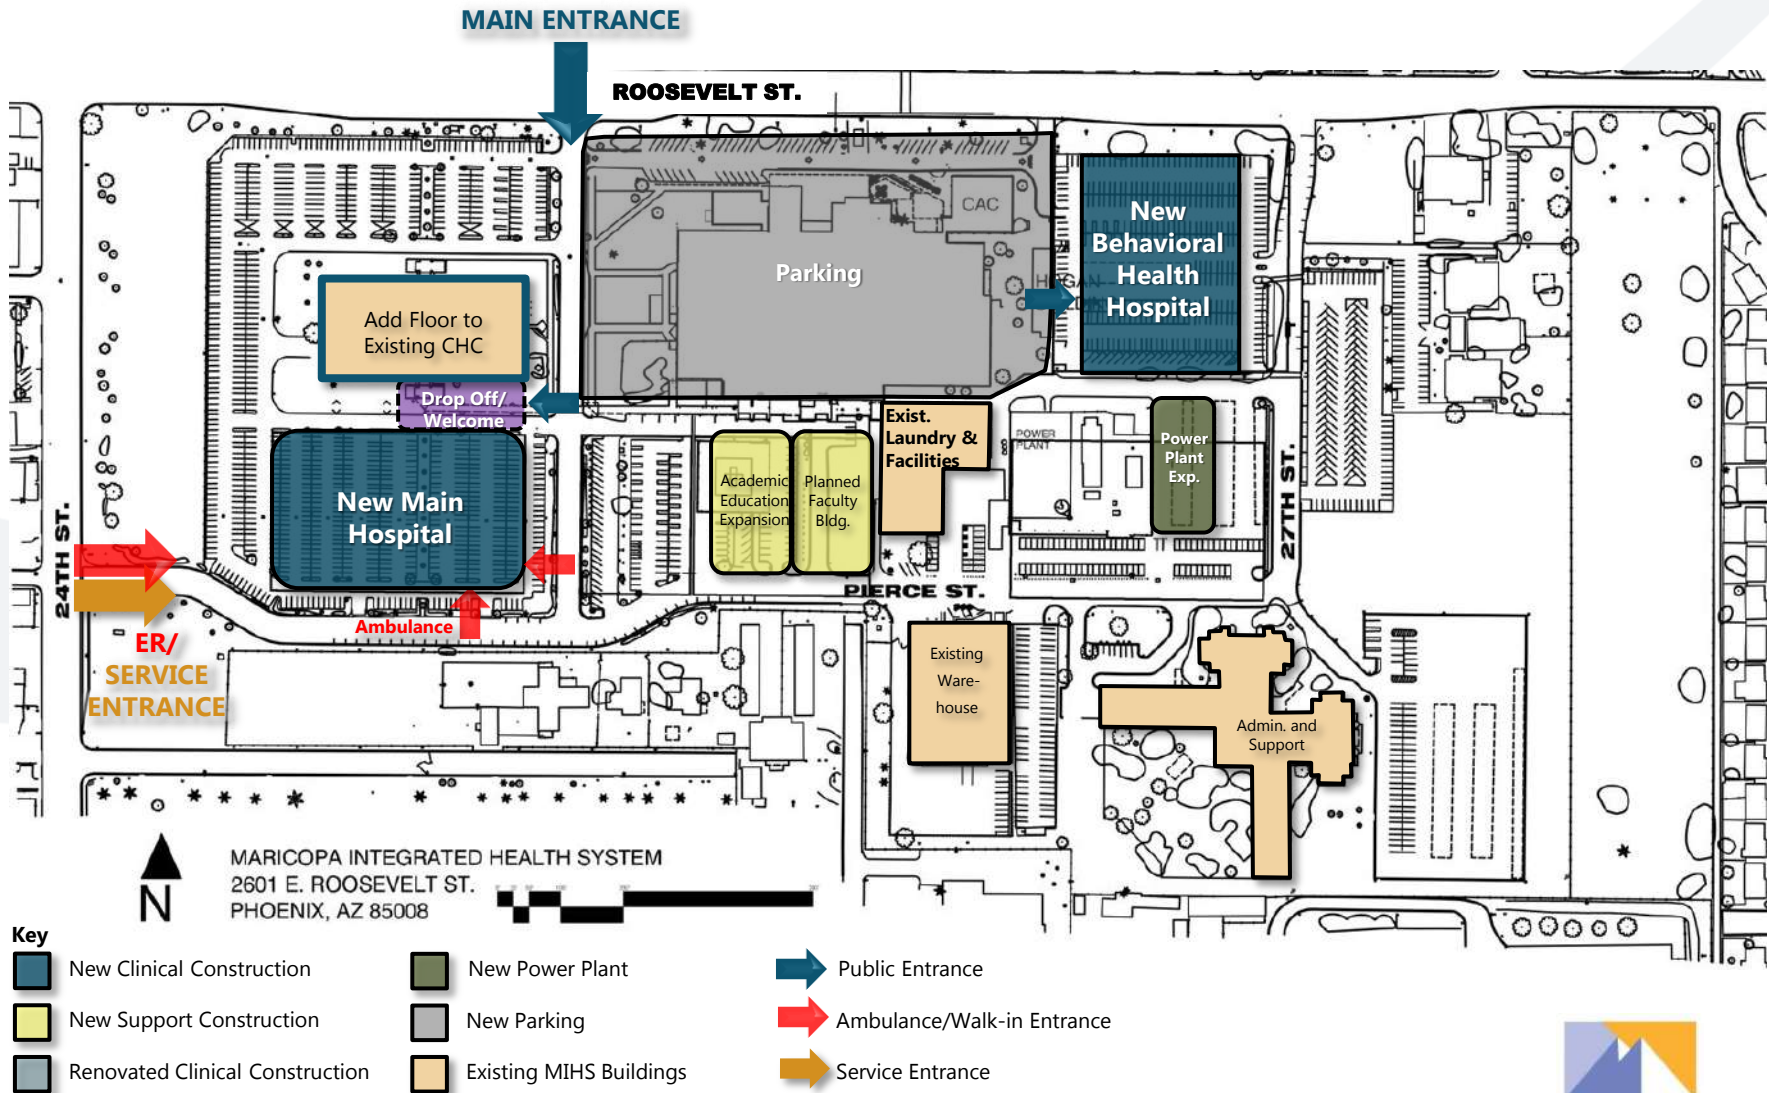 MAIN ENTRANCE
ROOSEVELT ST.
CAC
New
Behavioral
Health
Hospital
Parking
Add Floor to
Existing CHC
Drop Off/
Welcome
Exist.
Laundry &
Facilities
POWER
PLANT
Power
Plant
Exp.
Academic
Education
Expansion
Planned
Faculty
Bldg.
New Main
Hospital
24TH ST.
27TH ST.
PIERCE ST.
Ambulance
ER/
SERVICE
ENTRANCE
Existing
Ware-
house
Admin. and
Support
N
MARICOPA INTEGRATED HEALTH SYSTEM
2601 E. ROOSEVELT ST.
PHOENIX, AZ 85008
Key
New Clinical Construction
New Power Plant
Public Entrance
New Support Construction
New Parking
Ambulance/Walk-in Entrance
Renovated Clinical Construction
Existing MIHS Buildings
Service Entrance